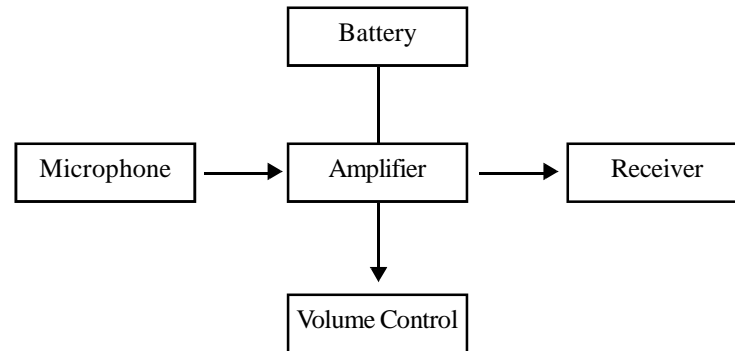 Battery
Microphone
Amplifier
Receiver
Volume Control